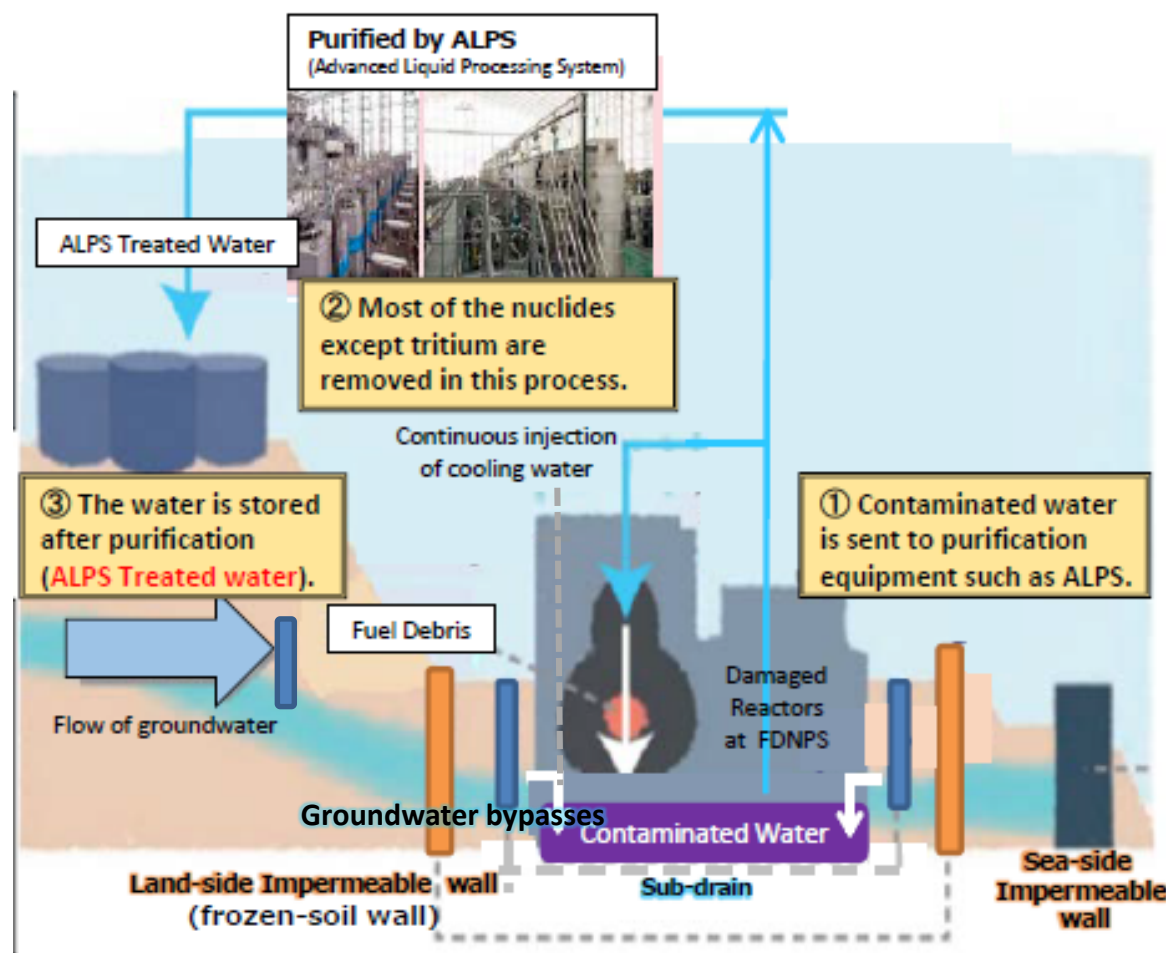 Purified by ALPS
(Advanced Liquid Processing System)
ALPS Treated Water
② Most of the nuclides
except tritium are
removed in this process.
Continuous injection
of cooling water
③ The water is stored
after purification
(ALPS Treated water).
① Contaminated water
is sent to purification
equipment such as ALPS.
Fuel Debris
Flow of groundwater
Damaged
Reactors
at FDNPS
Groundwater bypasses
Contaminated Water
Land-side Impermeable wall
(frozen-soil wall)
Sub-drain
Sea-side
Impermeable
wall